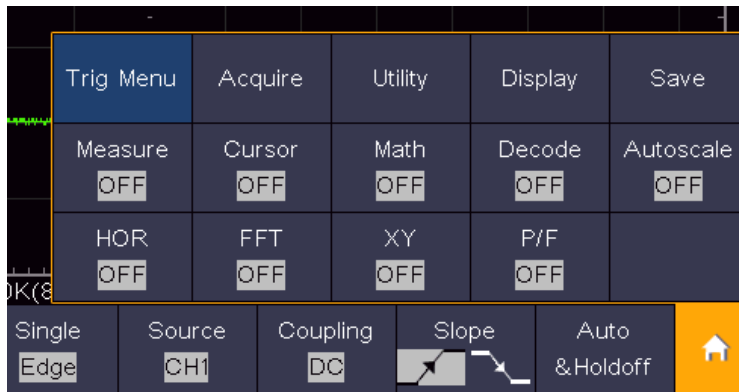 Trig Menu Acquire Utility Display Save
Measure Cursor Math Decode Autoscale
OFF OFF OFF OFF OFF
HOR FFT XY P/F
OFF OFF OFF OFF
K(8
Single Source Coupling Slope Auto
Edge CH1 DC &Holdoff